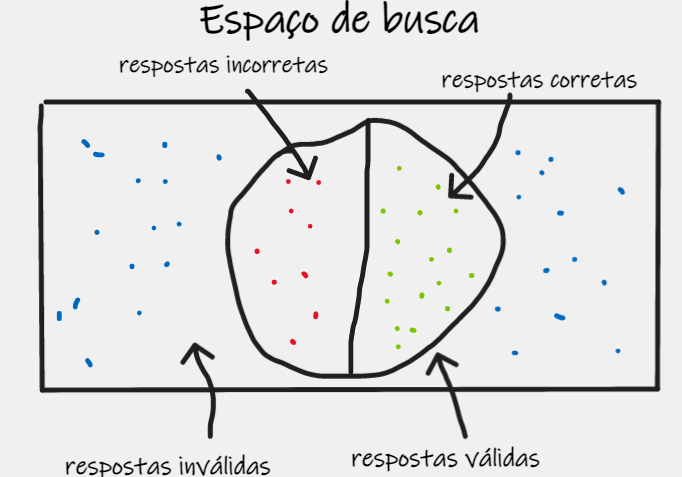 Espaço de busca
respostas incorretas
respostas corretas
respostas inválidas
respostas válidas